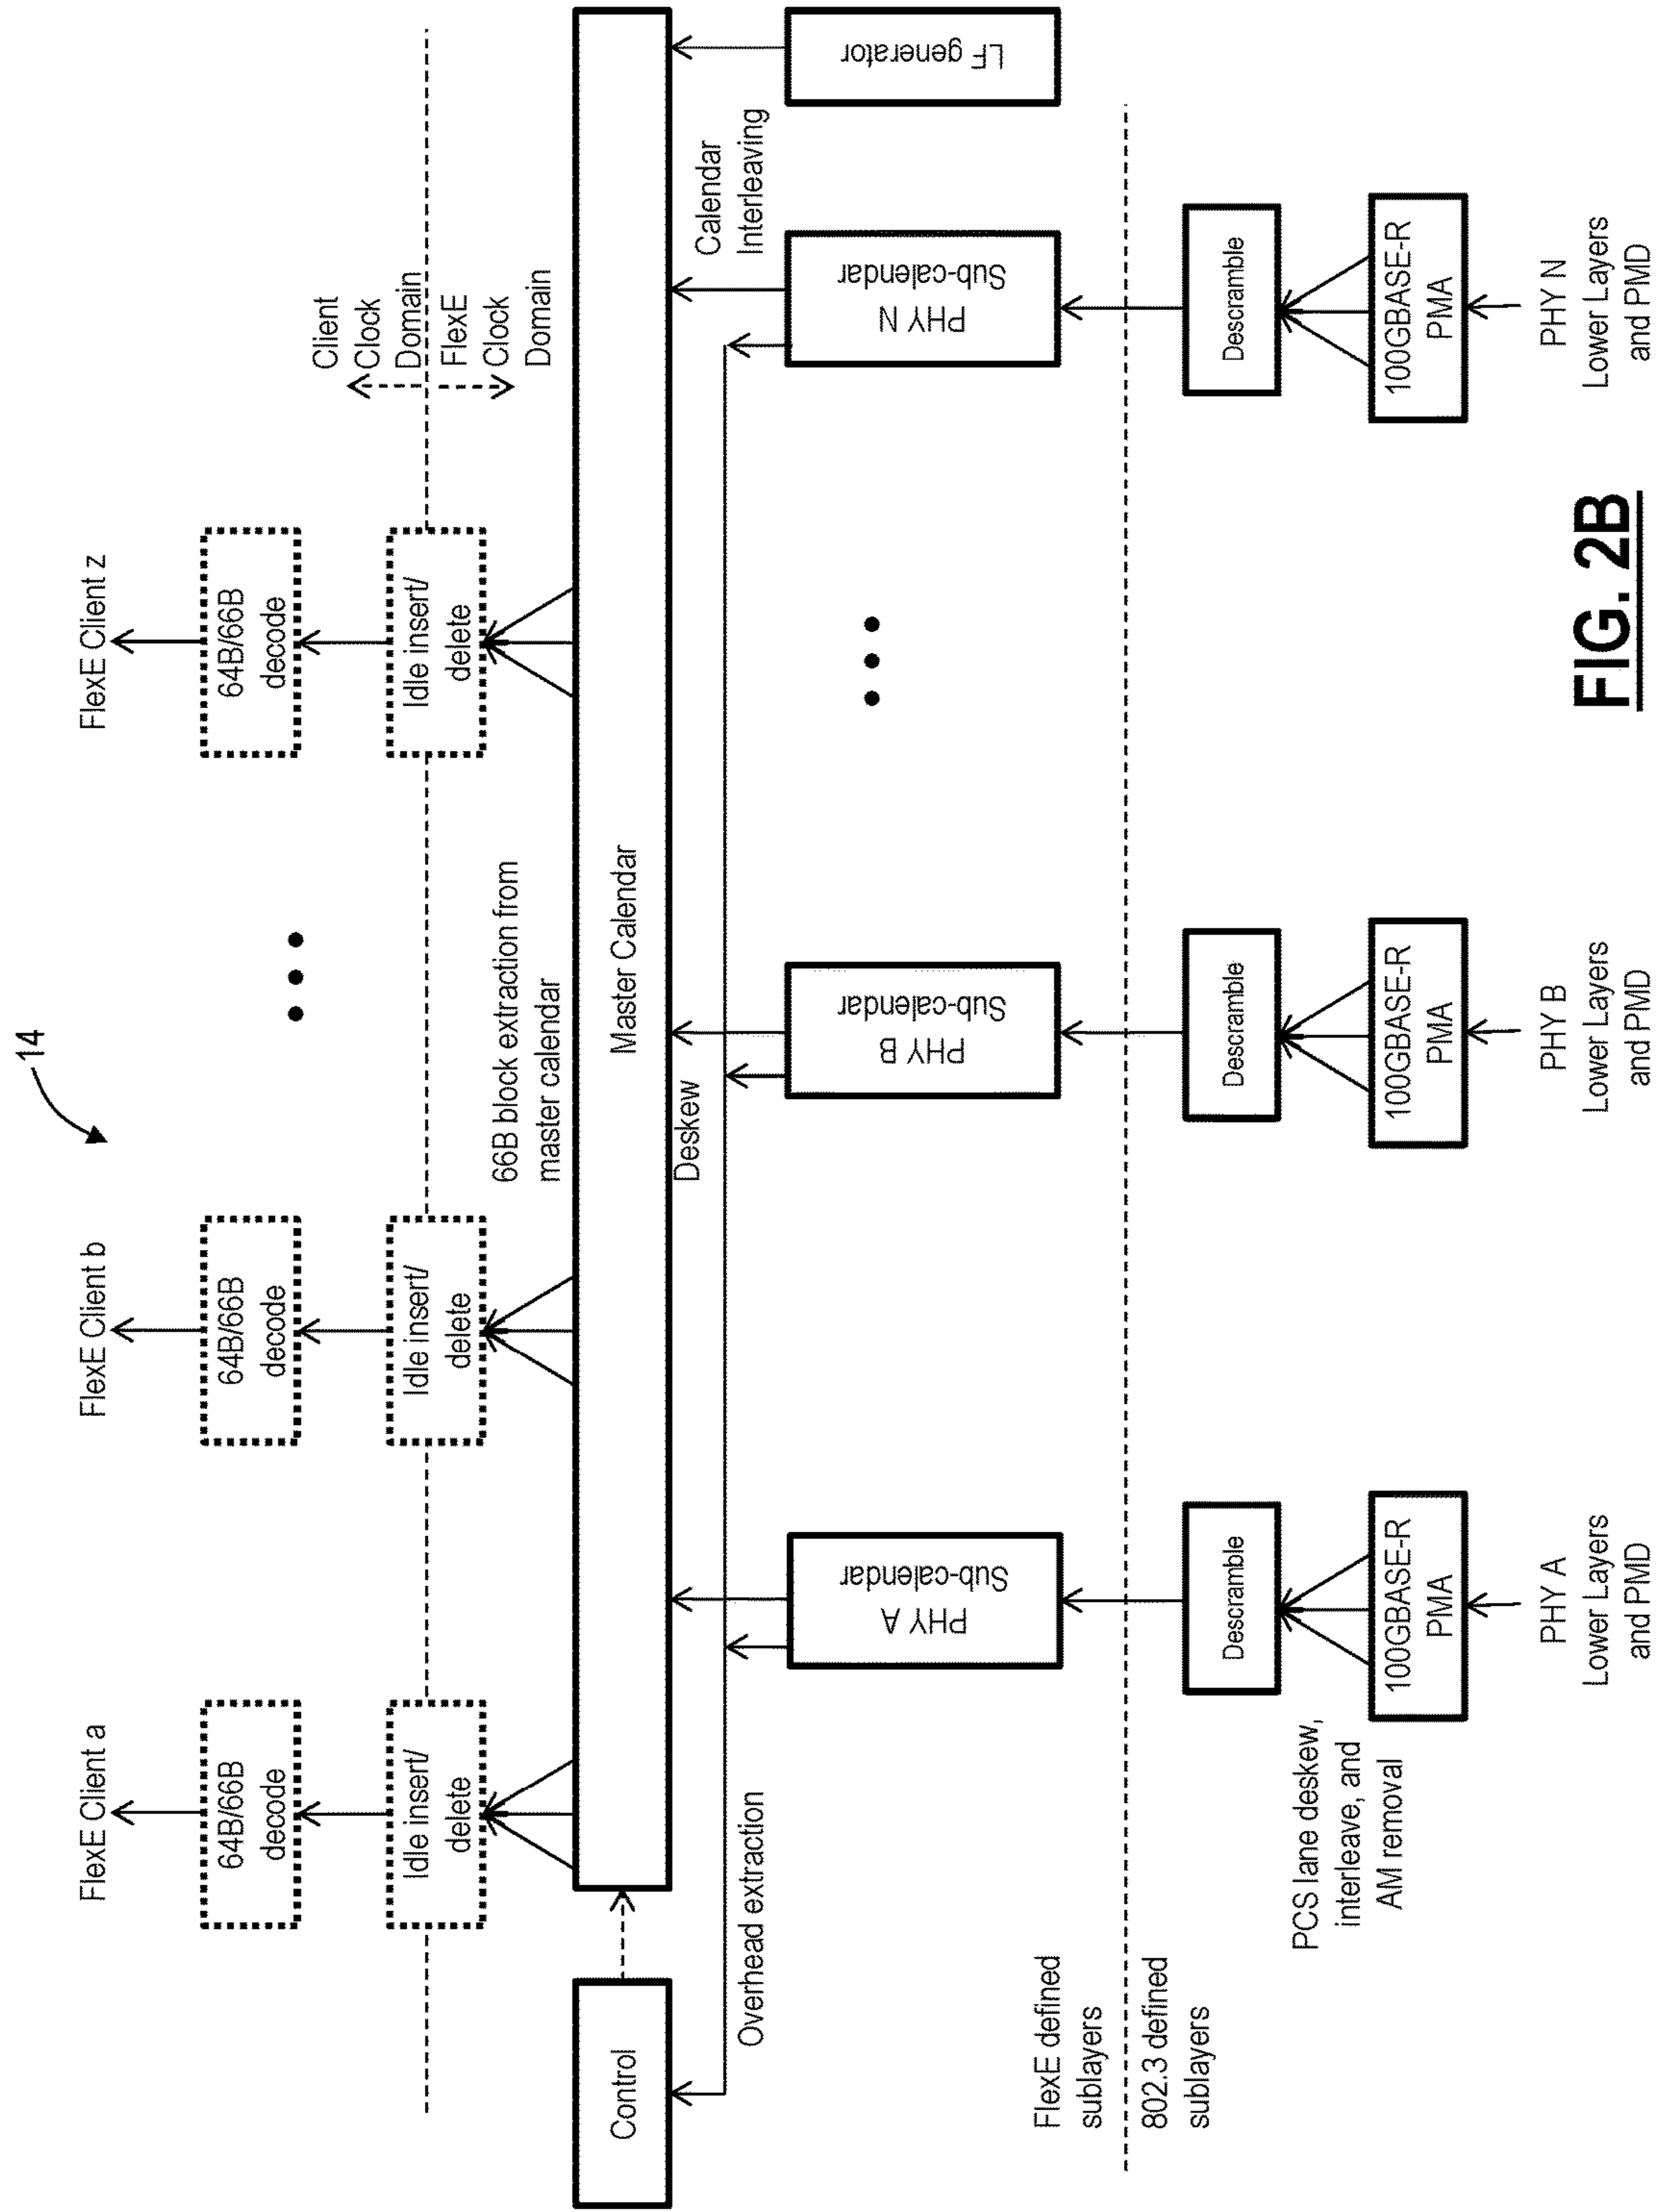 14
FlexE Client a
FlexE Client b
FlexE Client z
64B/66B
decode
64B/66B
decode
64B/66B
decode
Client
Clock
Domain
Idle insert/
delete
Idle insert/
delete
Idle insert/
delete
FlexE
Clock
Domain
66B block extraction from
master calendar
Control
Master Calendar
Deskew
Calendar
Interleaving
Overhead extraction
PHY A
Sub-calendar
PHY B
Sub-calendar
PHY N
Sub-calendar
LF generator
FlexE defined
sublayers
802.3 defined
sublayers
Descramble
Descramble
Descramble
PCS lane deskew,
interleave, and
AM removal
100GBASE-R
PMA
100GBASE-R
PMA
100GBASE-R
PMA
PHY A
Lower Layers
and PMD
PHY B
Lower Layers
and PMD
PHY N
Lower Layers
and PMD
FIG. 2B